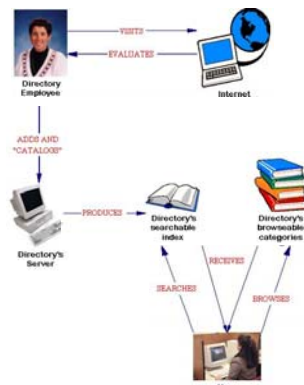 VISITS
EVALUATES
Directory
Employee
Internet
ADDS AND
"CATALOGS"
PRODUCES
Directory's
Server
Directory's
searchable
index
Directory's
browseable
categories
RECEIVES
SEARCHES
BROWSES